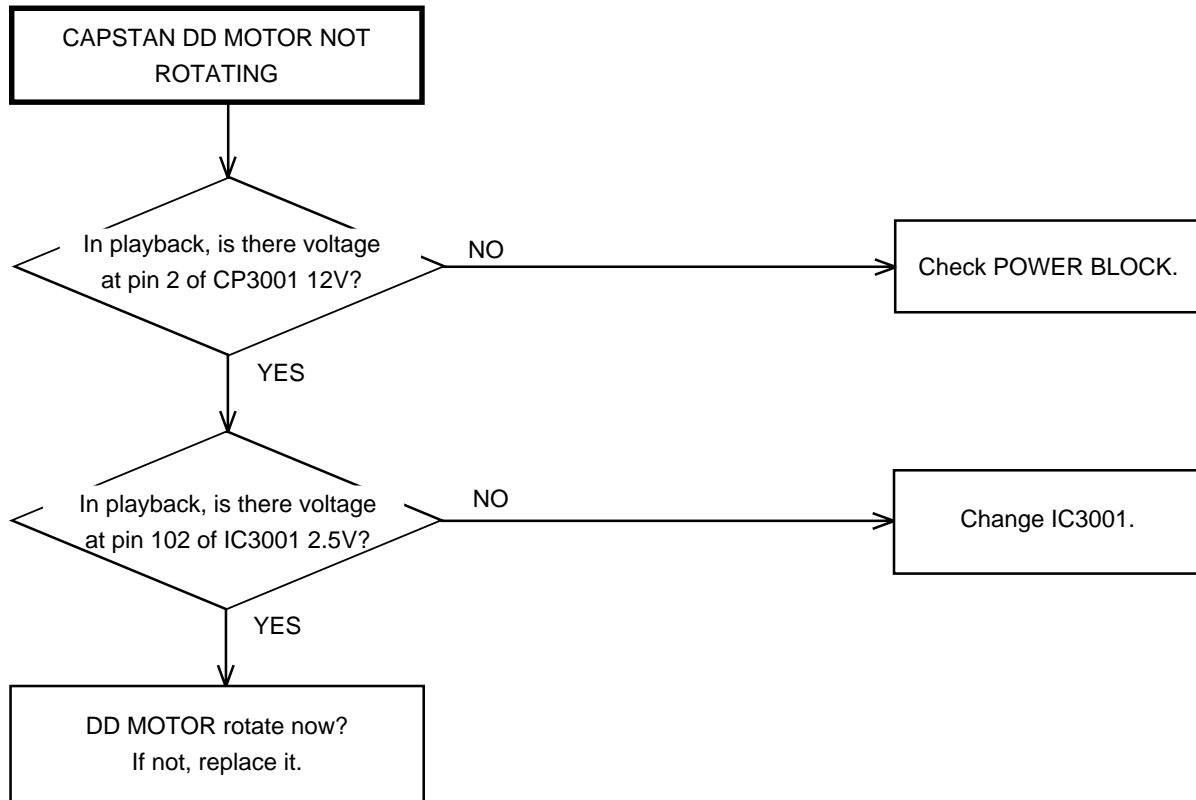 CAPSTAN DD MOTOR NOT
ROTATING
In playback, is there voltage
at pin 2 of CP3001 12V?
NO
Check POWER BLOCK.
YES
In playback, is there voltage
at pin 102 of IC3001 2.5V?
NO
Change IC3001.
YES
DD MOTOR rotate now?
If not, replace it.